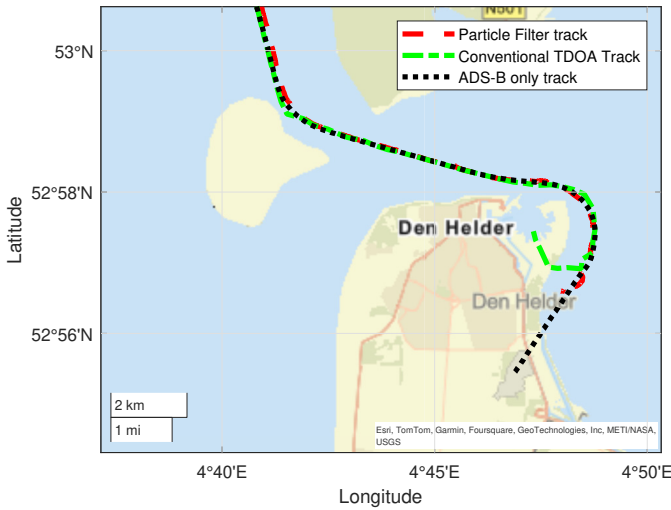 N501
53°N
Particle Filter track
Conventional TDOA Track
ADS-B only track
52°58'N
Latitude
Den Helder
Den Helder
52°56'N
2 km
1 mi
Esri, TomTom, Garmin, Foursquare, GeoTechnologies, Inc, METI/NASA,
USGS
4°40'E
4°45'E
4°50'E
Longitude